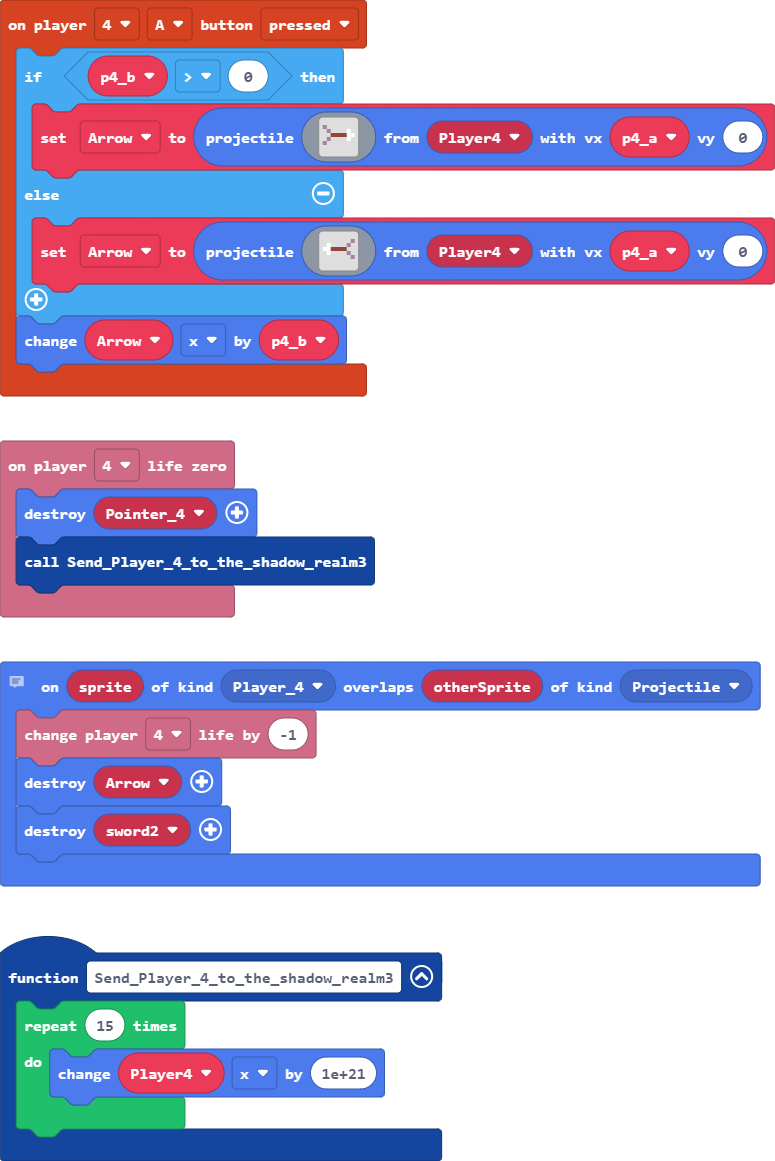 on player 4 A button pressed
if p4_b > 0 then
set Arrow to projectile from Player4 with vx p4_a vy 0
else
set Arrow to projectile from Player4 with vx p4_a vy 0
change Arrow x by p4_b
on player 4 life zero
destroy Pointer_4
call Send_Player_4_to_the_shadow_realm3
on sprite of kind Player_4 overlaps otherSprite of kind Projectile
change player 4 life by -1
destroy Arrow
destroy sword2
function Send_Player_4_to_the_shadow_realm3
repeat 15 times
do change Player4 x by 1e+21